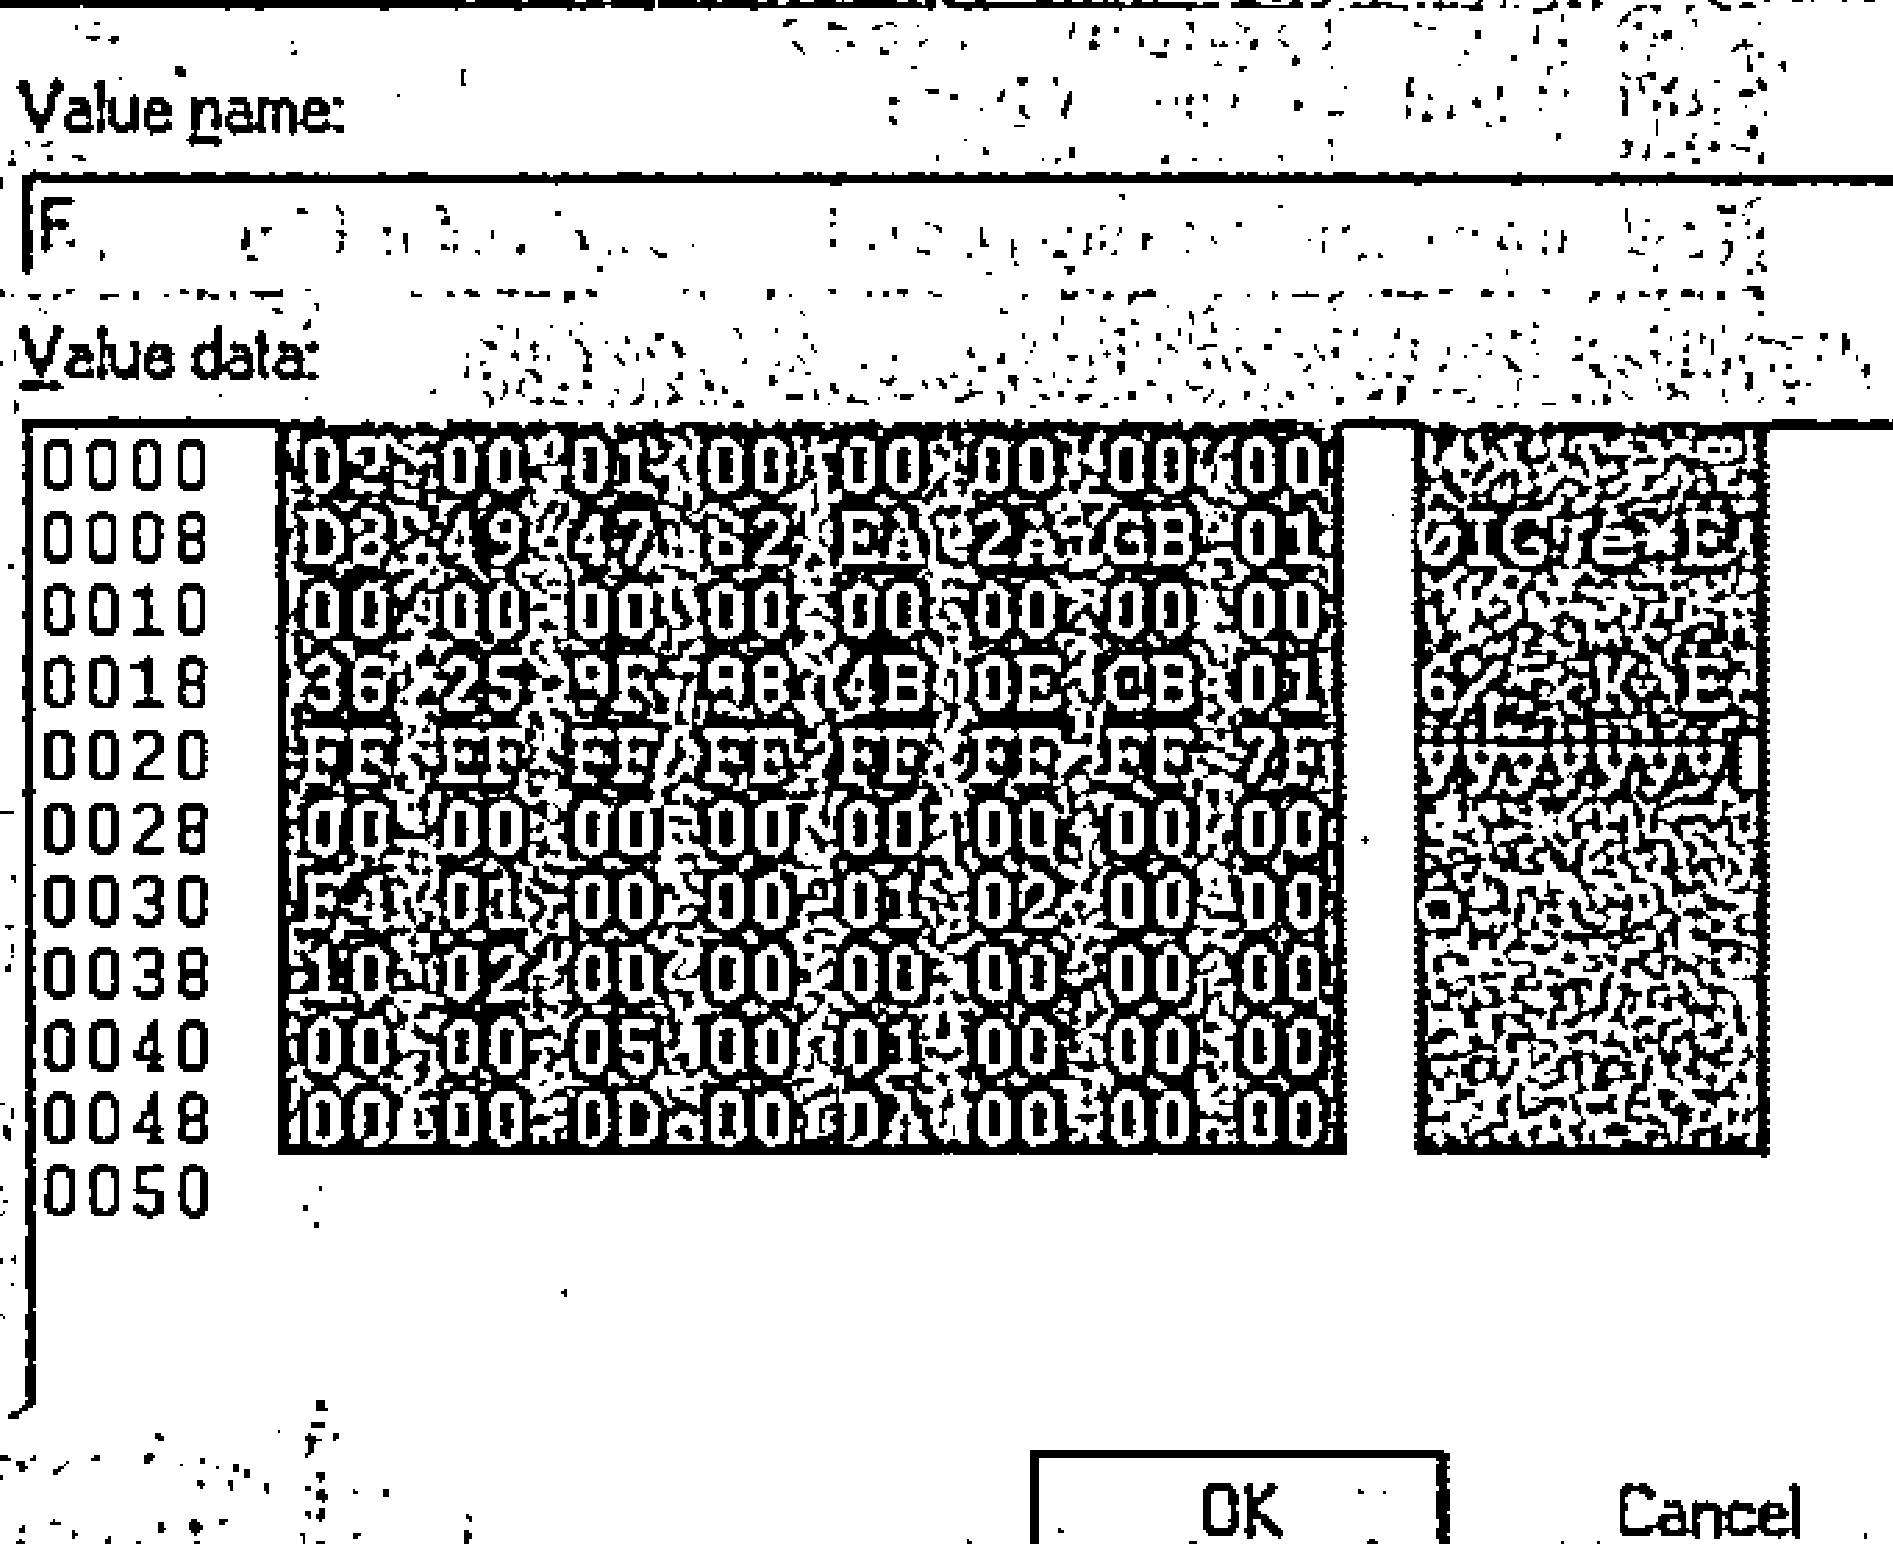 Value name:
F
Value data:
0000 02 00 01 00 00 00 00 00
0008 D8 49 47 82 EA 2A CB 01
0010 00 00 00 00 00 00 00 00
0018 36 25 9F 98 4B 0E CB 01
0020 FF FF FF FF FF FF FF 7F
0028 00 00 00 00 00 00 00 00
0030 F4 01 00 00 01 02 00 00
0038 10 02 00 00 00 00 00 00
0040 00 00 05 00 01 00 00 00
0048 00 00 0D 00 00 00 00
0050
OK Cancel